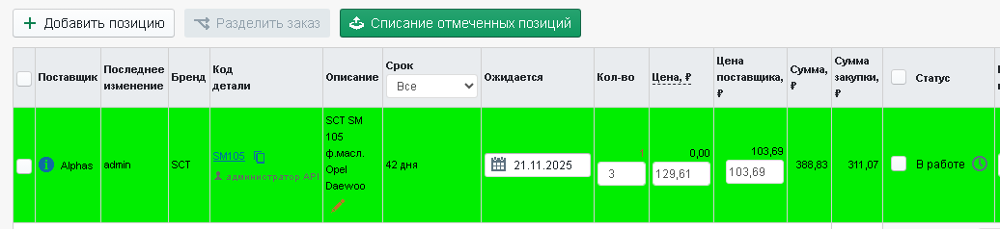 Добавить позицию
Разделить заказ
Списание отмеченных позиций
Поставщик
Последнее изменение
Бренд
Код детали
Описание
Срок
Все
Ожидается
Кол-во
Цена, ₽
Цена поставщика, ₽
Сумма, ₽
Сумма закупки, ₽
Статус
Alphas
admin
SCT
SM105
администратор API
SCT SM
105
ф.масл.
Opel
Daewoo
42 дня
21.11.2025
1
3
0,00
129,61
103,69
103,69
388,83
311,07
В работе